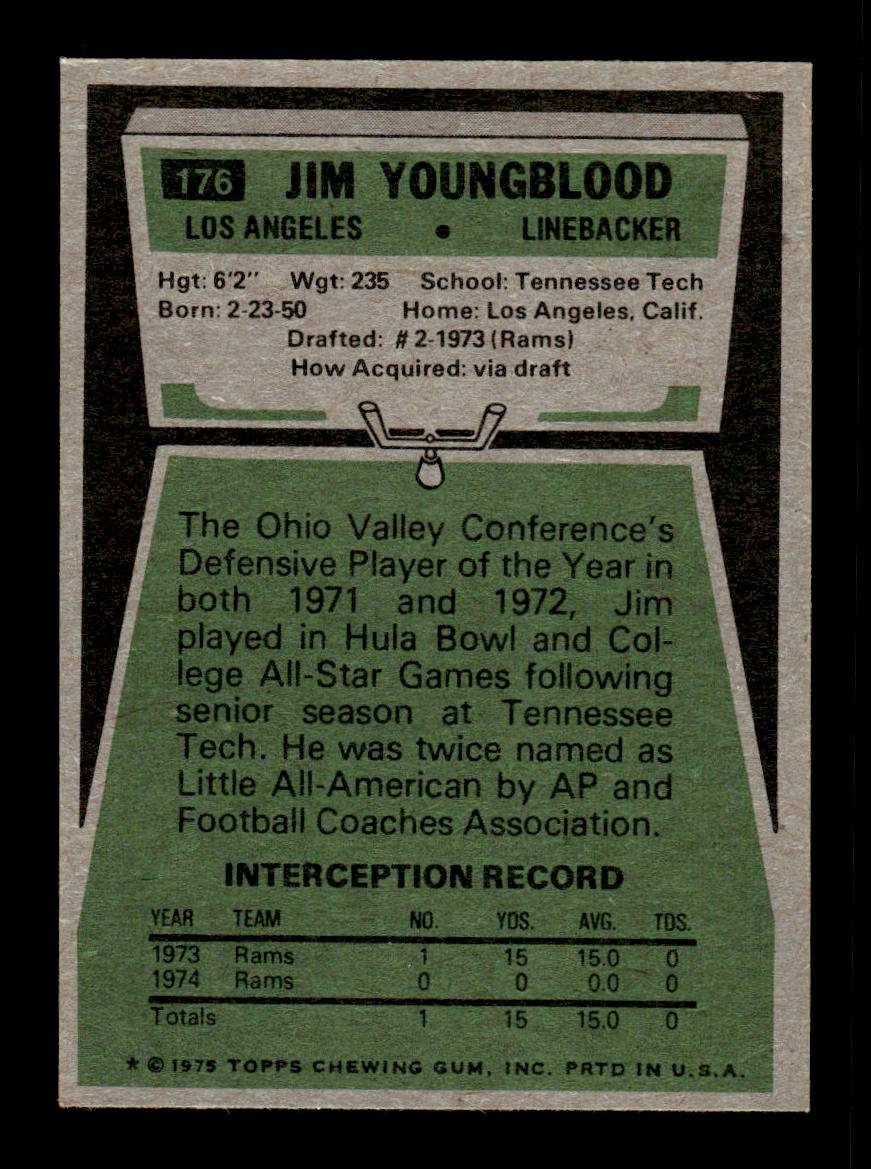 176 JIM YOUNGBLOOD
LOS ANGELES • LINEBACKER
Hgt: 6'2" Wgt: 235 School: Tennessee Tech
Born: 2-23-50 Home: Los Angeles, Calif.
Drafted: #2-1973 (Rams)
How Acquired: via draft
The Ohio Valley Conference's
Defensive Player of the Year in
both 1971 and 1972, Jim
played in Hula Bowl and Col-
lege All-Star Games following
senior season at Tennessee
Tech. He was twice named as
Little All-American by AP and
Football Coaches Association.
INTERCEPTION RECORD
YEAR TEAM NO. YDS. AVG. TDS.
1973 Rams 1 15 15.0 0
1974 Rams 0 0 0.0 0
Totals 1 15 15.0 0
* © 1975 TOPPS CHEWING GUM, INC. PRTD IN U.S.A.